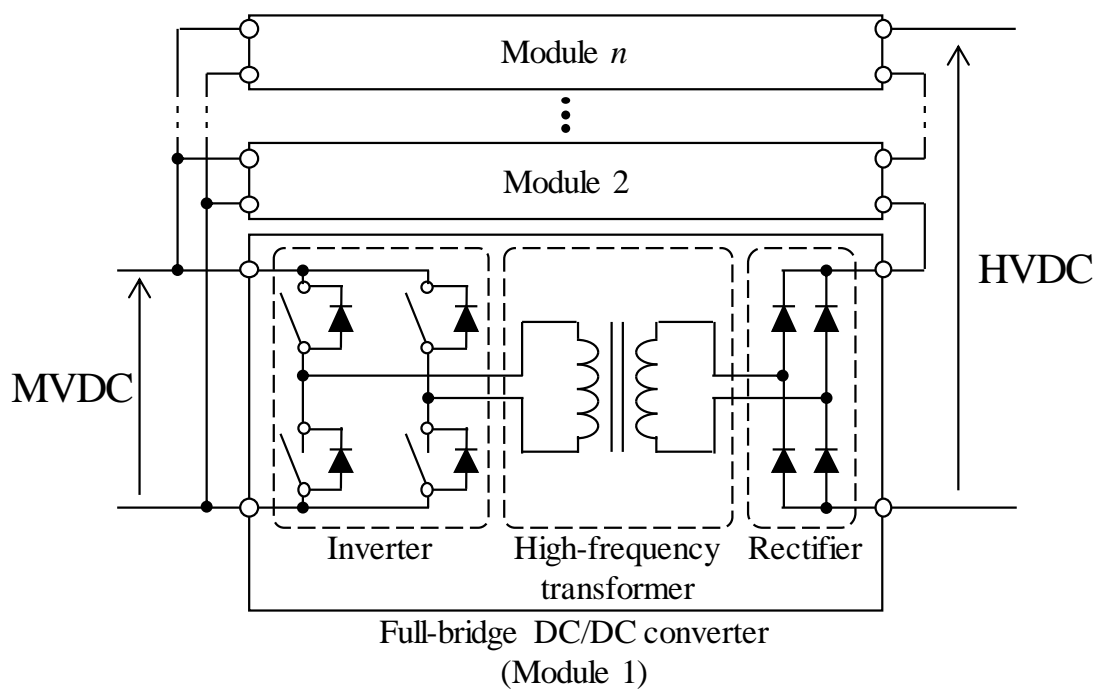 Module n
Module 2
MVDC
HVDC
Inverter
High-frequency
transformer
Rectifier
Full-bridge DC/DC converter
(Module 1)